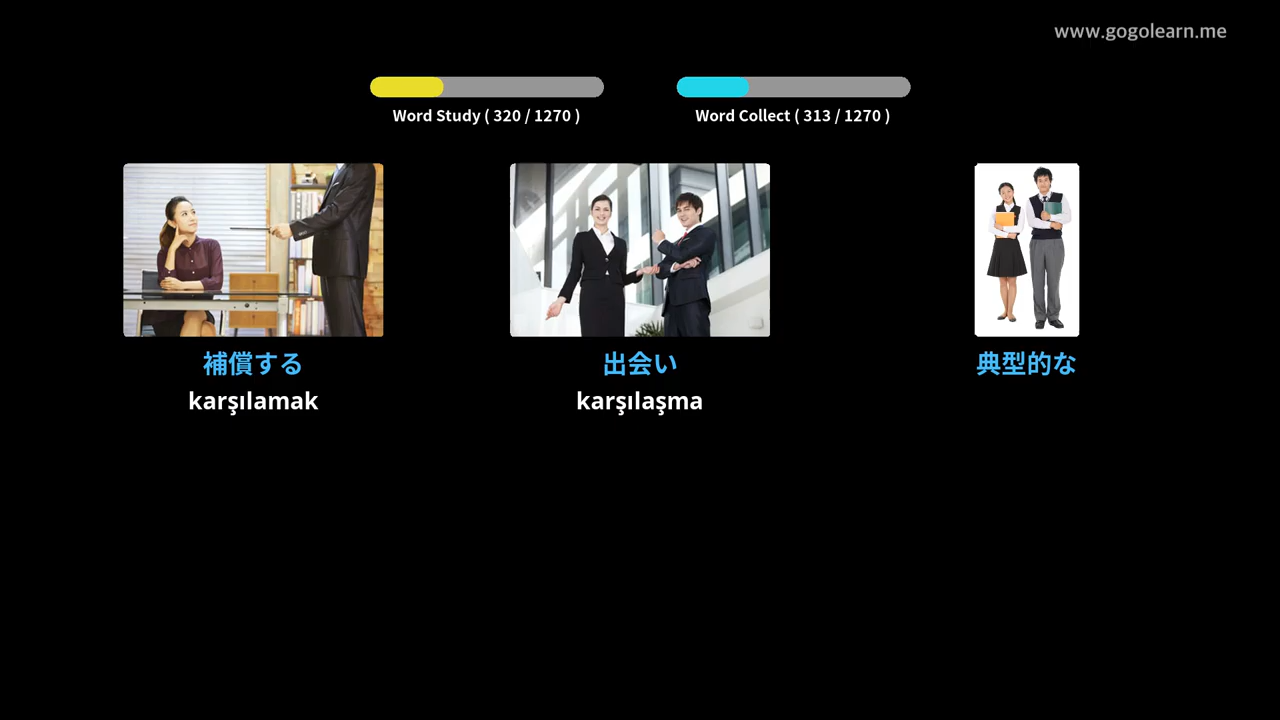 www.gogolearn.me
Word Study ( 320 / 1270 )
Word Collect ( 313 / 1270 )
補償する
出会い
典型的な
karşılamak
karşılaşma